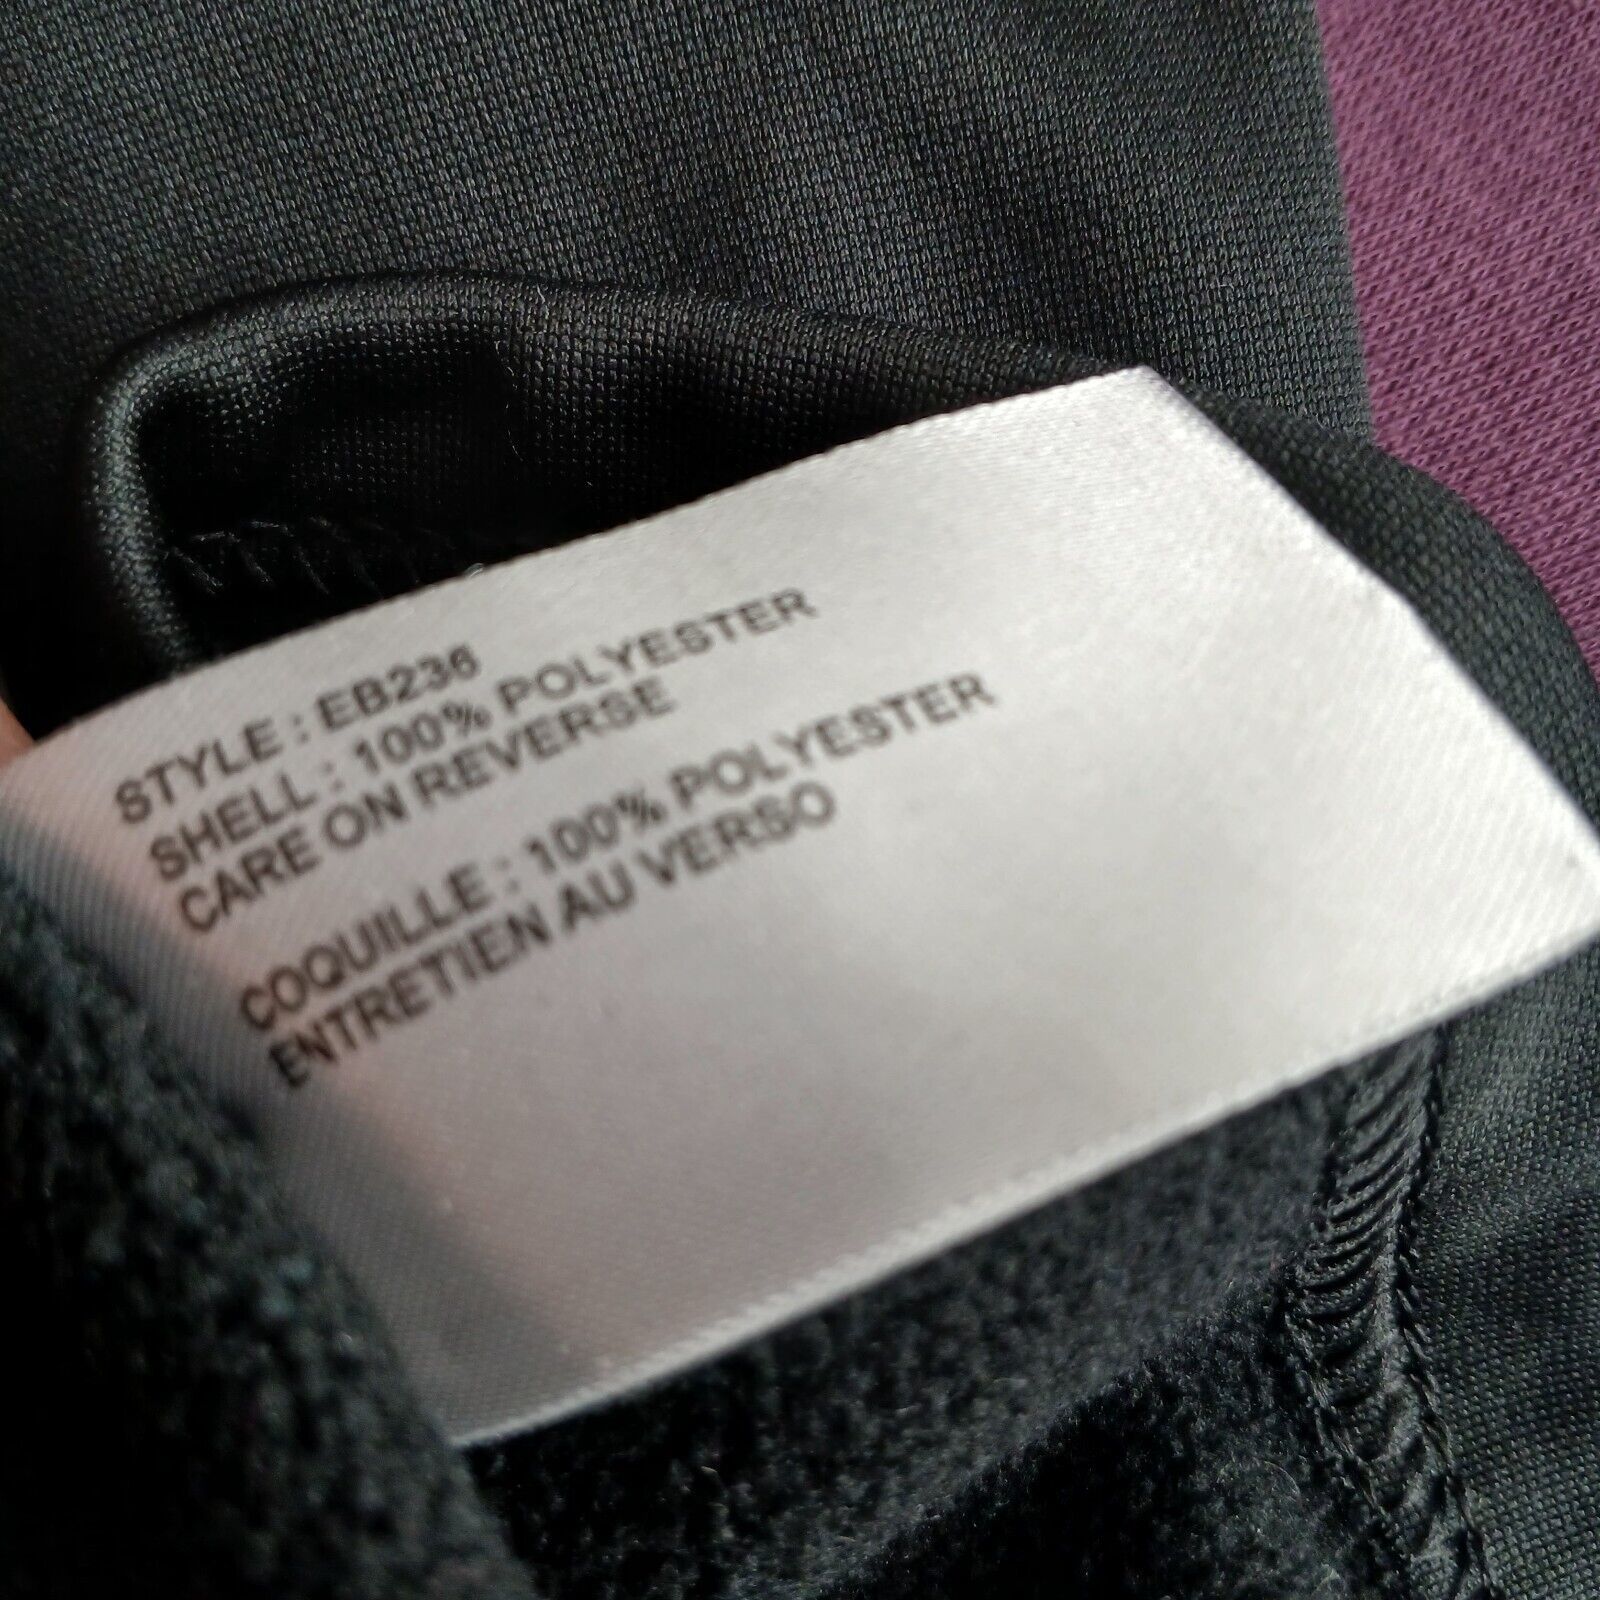 STYLE : EB236
SHELL : 100% POLYESTER
CARE ON REVERSE
COQUILLE : 100% POLYESTER
ENTRETIEN AU VERSO